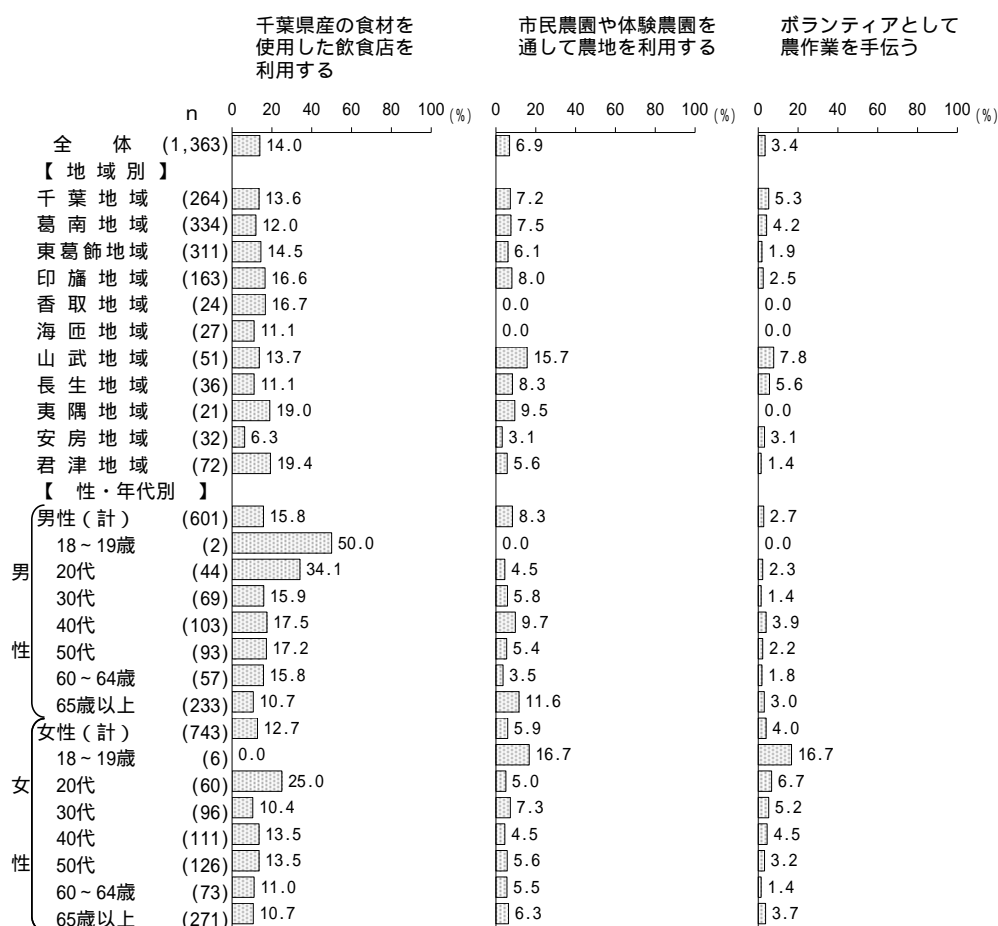 千葉県産の食材を
使用した飲食店を
利用する
市民農園や体験農園を
通して農地を利用する
ボランティアとして
農作業を手伝う
n 0 20 40 60 80 100 (%) 0 20 40 60 80 100 (%) 0 20 40 60 80 100 (%)
全 体 (1,363) 14.0 6.9 3.4
【 地 域 別 】
千 葉 地 域 (264) 13.6 7.2 5.3
葛 南 地 域 (334) 12.0 7.5 4.2
東葛飾地域 (311) 14.5 6.1 1.9
印 旛 地 域 (163) 16.6 8.0 2.5
香 取 地 域 (24) 16.7 0.0 0.0
海 匝 地 域 (27) 11.1 0.0 0.0
山 武 地 域 (51) 13.7 15.7 7.8
長 生 地 域 (36) 11.1 8.3 5.6
夷 隅 地 域 (21) 19.0 9.5 0.0
安 房 地 域 (32) 6.3 3.1 3.1
君 津 地 域 (72) 19.4 5.6 1.4
【 性・年代別 】
男性(計) (601) 15.8 8.3 2.7
18~19歳 (2) 50.0 0.0 0.0
男 20代 (44) 34.1 4.5 2.3
30代 (69) 15.9 5.8 1.4
40代 (103) 17.5 9.7 3.9
性 50代 (93) 17.2 5.4 2.2
60~64歳 (57) 15.8 3.5 1.8
65歳以上 (233) 10.7 11.6 3.0
女性(計) (743) 12.7 5.9 4.0
18~19歳 (6) 0.0 16.7 16.7
女 20代 (60) 25.0 5.0 6.7
30代 (96) 10.4 7.3 5.2
40代 (111) 13.5 4.5 4.5
性 50代 (126) 13.5 5.6 3.2
60~64歳 (73) 11.0 5.5 1.4
65歳以上 (271) 10.7 6.3 3.7